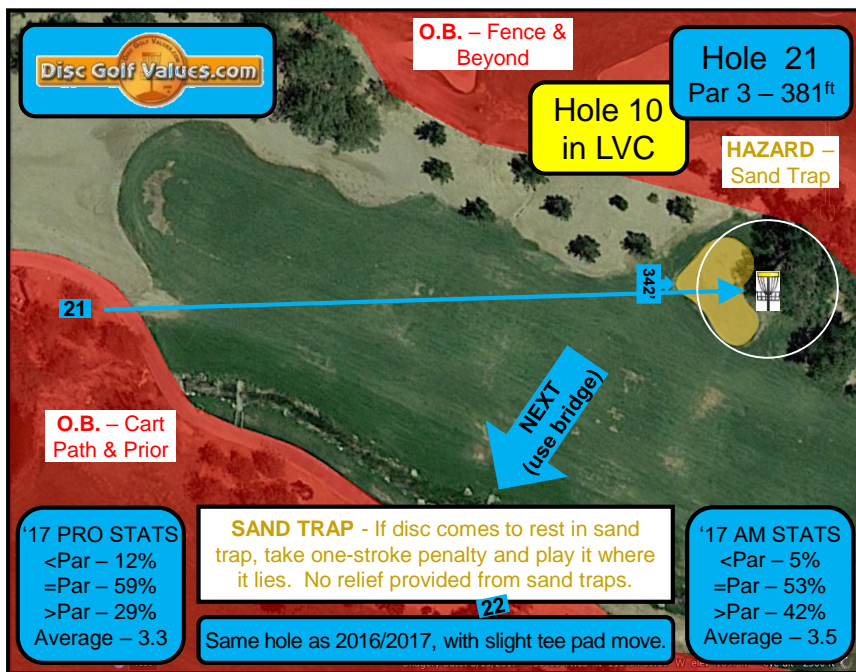 Disc Golf Values.com
O.B. – Fence &
Beyond
Hole 21
Par 3 – 381ft
Hole 10
in LVC
HAZARD –
Sand Trap
342'
21
NEXT
(use bridge)
O.B. – Cart
Path & Prior
'17 PRO STATS
<Par – 12%
=Par – 59%
>Par – 29%
Average – 3.3
SAND TRAP - If disc comes to rest in sand
trap, take one-stroke penalty and play it where
it lies. No relief provided from sand traps.
'17 AM STATS
<Par – 5%
=Par – 53%
>Par – 42%
Average – 3.5
22
Same hole as 2016/2017, with slight tee pad move.